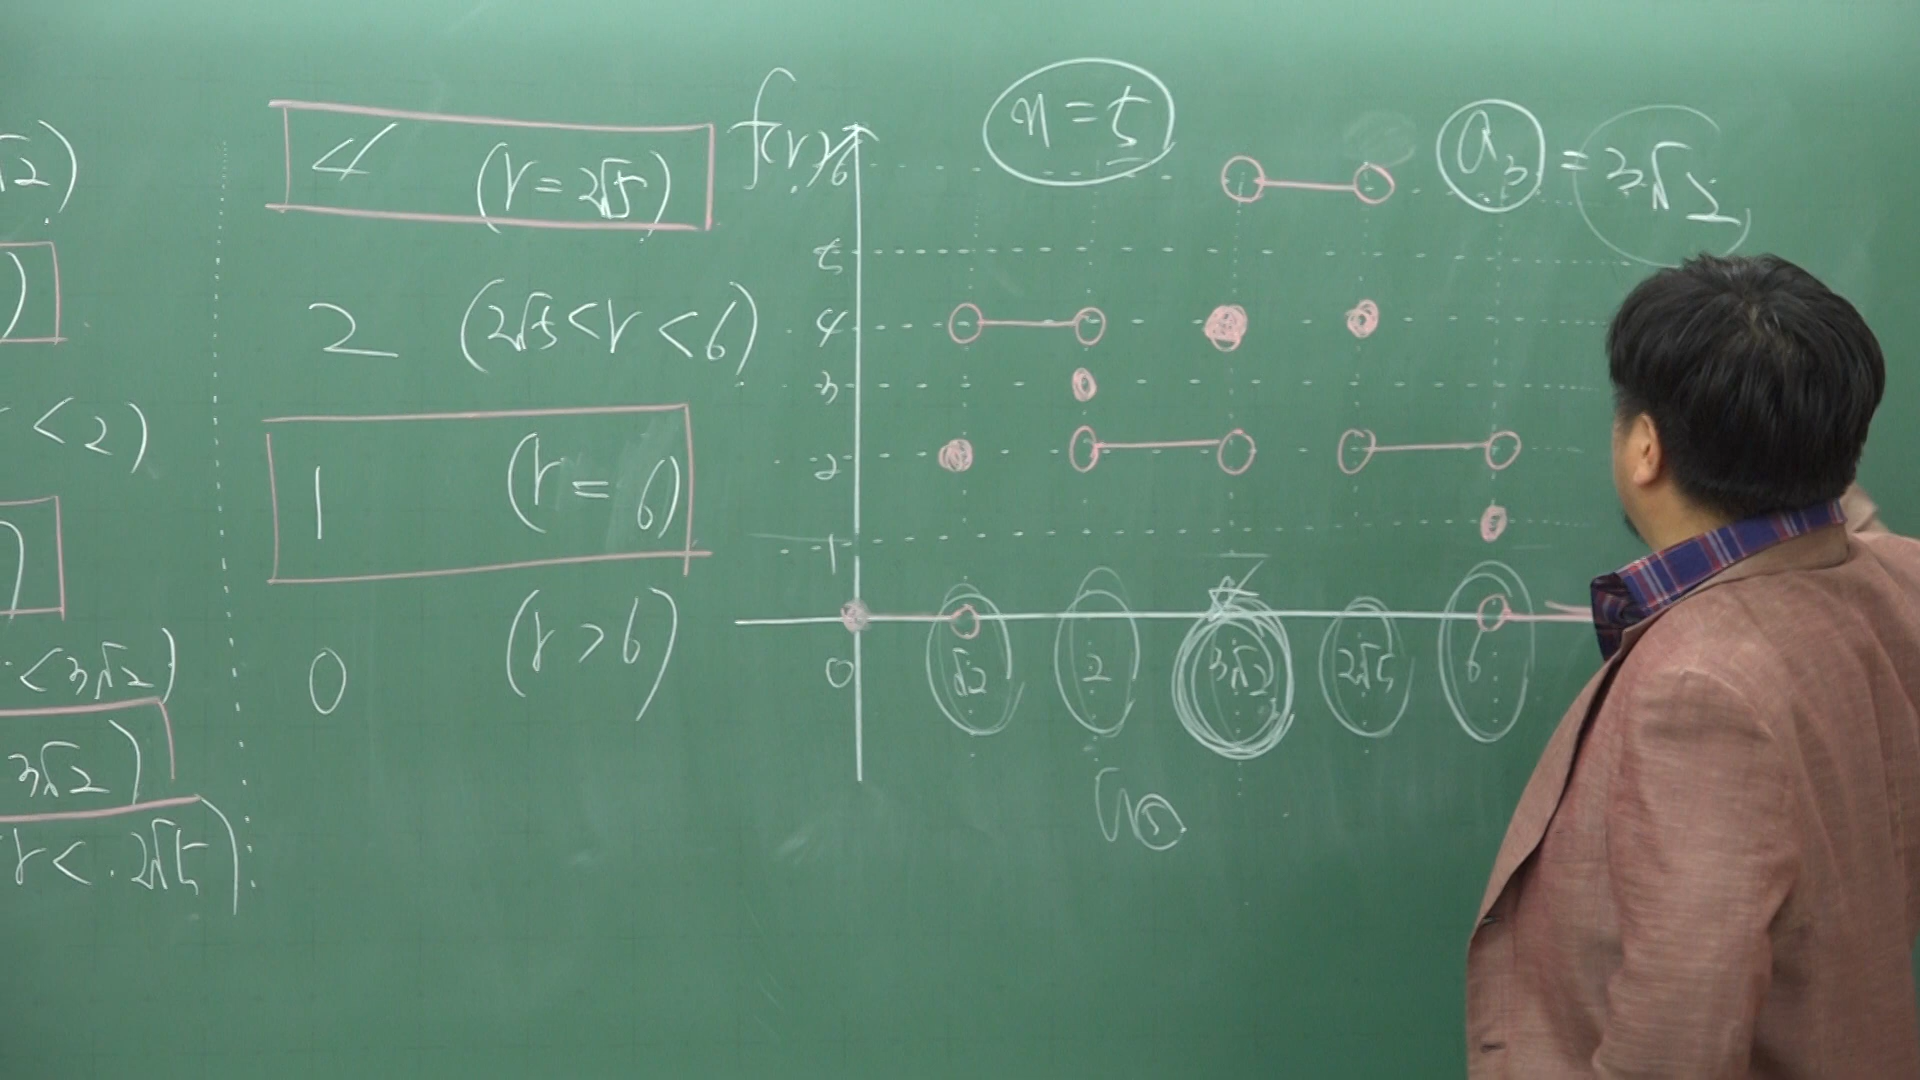 √2)
)
< 2)
)
< 3√2)
3√2)
r < 2√5)
4 (r = 2√5)
2 (2√5 < r < 6)
1 (r = 6)
0 (r > 6)
f(r)
n = 5
a₃ = 3√2
6
5
4
3
2
1
0 √2 2 3√2 2√5 6
a₅